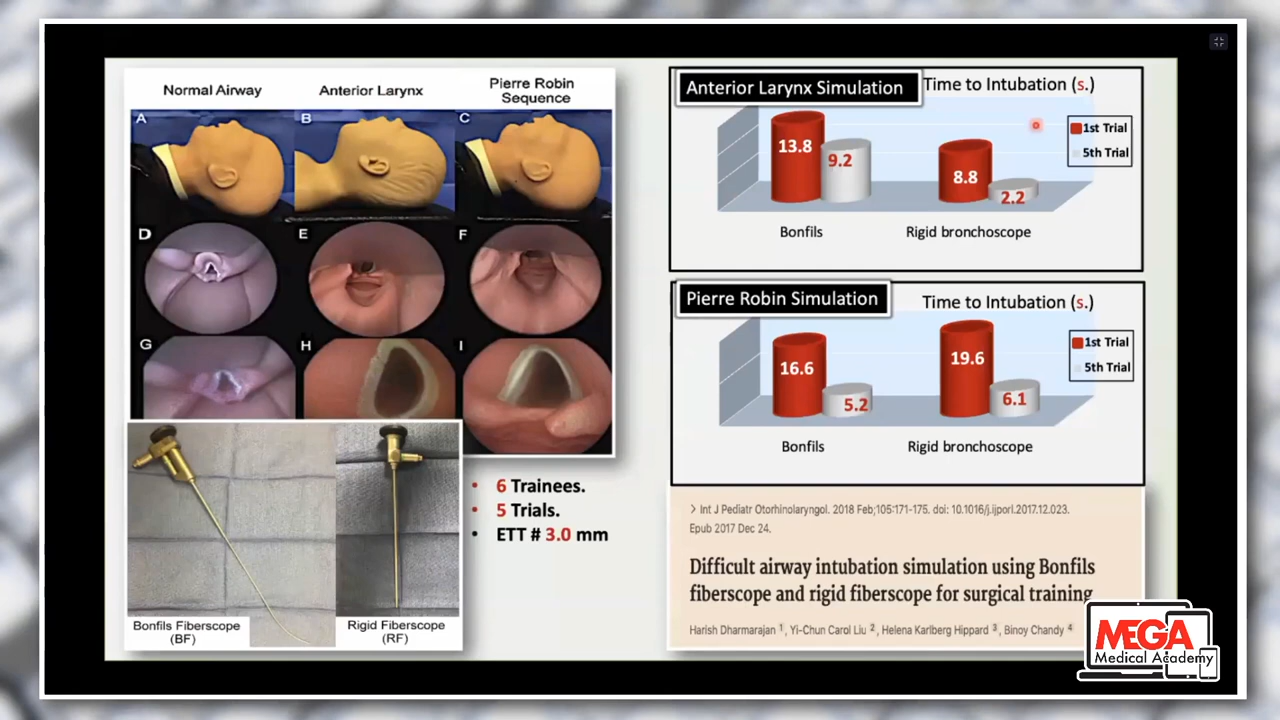 Normal Airway
Anterior Larynx
Pierre Robin
Sequence
A
B
C
D
E
F
G
H
I
Bonfils Fiberscope
(BF)
Rigid Fiberscope
(RF)
• 6 Trainees.
• 5 Trials.
• ETT # 3.0 mm
Anterior Larynx Simulation
Time to Intubation (s.)
13.8
9.2
8.8
2.2
1st Trial
5th Trial
Bonfils
Rigid bronchoscope
Pierre Robin Simulation
Time to Intubation (s.)
16.6
5.2
19.6
6.1
1st Trial
5th Trial
Bonfils
Rigid bronchoscope
> Int J Pediatr Otorhinolaryngol. 2018 Feb;105:171-175. doi: 10.1016/j.ijporl.2017.12.023.
Epub 2017 Dec 24.
Difficult airway intubation simulation using Bonfils
fiberscope and rigid fiberscope for surgical training
Harish Dharmarajan 1, Yi-Chun Carol Liu 2, Helena Karlberg Hippard 3, Binoy Chandy 4
MEGA
Medical Academy